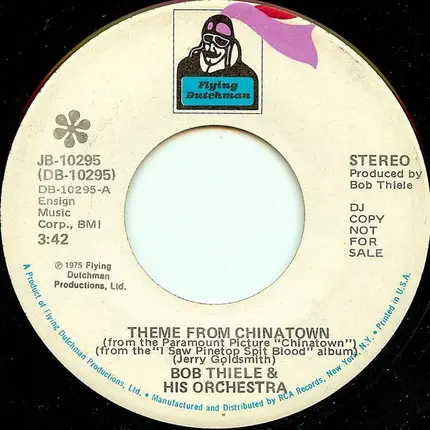 Flying
Dutchman
JB-10295
(DB-10295)
DB-10295-A
Ensign
Music
Corp., BMI
3:42
℗ 1975 Flying
Dutchman
Productions, Ltd.
STEREO
Produced by
Bob Thiele
DJ
COPY
NOT
FOR
SALE
THEME FROM CHINATOWN
(from the Paramount Picture "Chinatown")
(from the "I Saw Pinetop Spit Blood" album)
(Jerry Goldsmith)
BOB THIELE &
HIS ORCHESTRA
A Product of Flying Dutchman Productions, Ltd. • Manufactured and Distributed by RCA Records, New York, N.Y. • Printed in U.S.A.